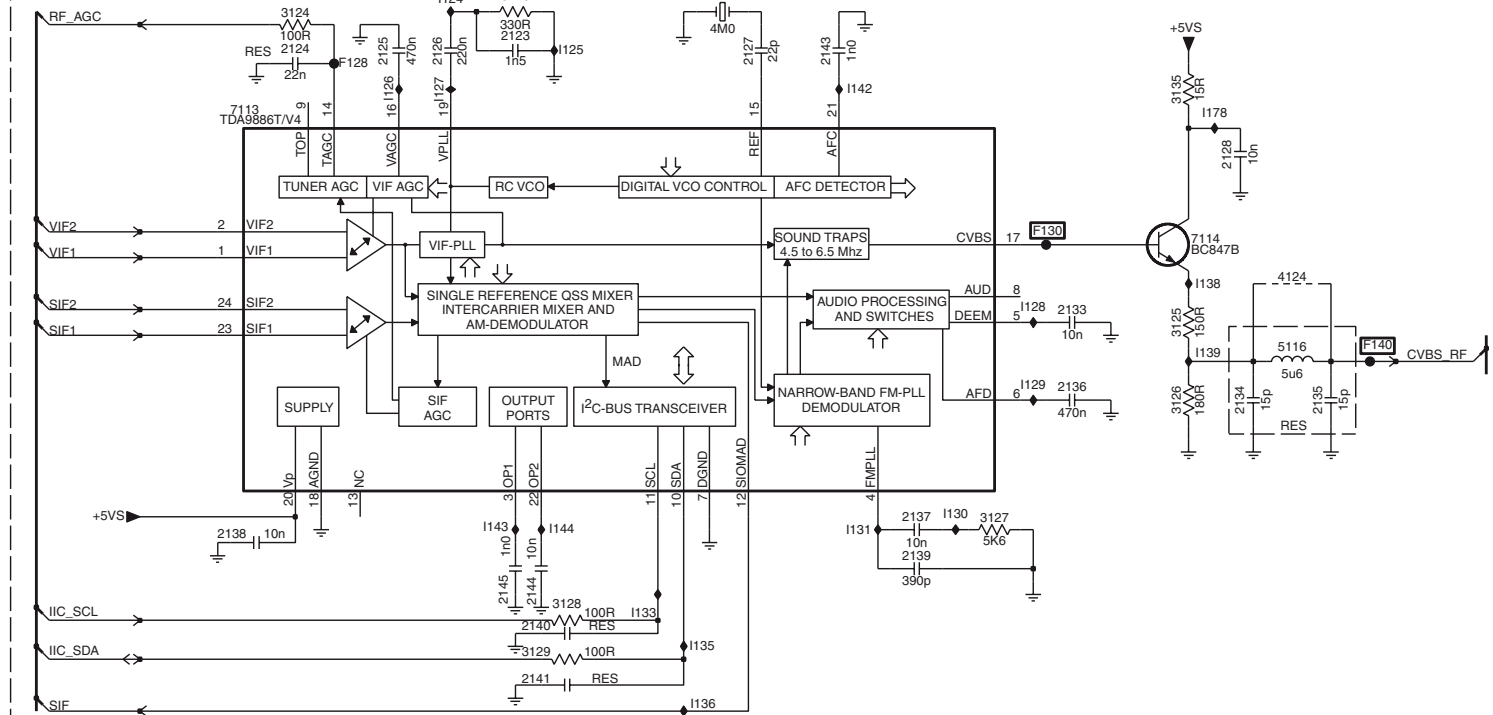 RF_AGC
3124
100R
RES
2124
22n
F128
2125
470n
I126
2126
220n
I127
330R
2123
1n5
I125
4M0
2127
22p
2143
1n0
I142
+5VS
3135
15R
I178
2128
10n
7113
TDA9886T/V4
9
14
16
19
15
21
TOP
TAGC
VAGC
VPLL
REF
AFC
TUNER AGC
VIF AGC
RC VCO
DIGITAL VCO CONTROL
AFC DETECTOR
VIF2
2
VIF2
VIF1
1
VIF1
VIF-PLL
SOUND TRAPS
4.5 to 6.5 Mhz
CVBS
17
F130
7114
BC847B
SIF2
24
SIF2
SIF1
23
SIF1
SINGLE REFERENCE QSS MIXER
INTERCARRIER MIXER AND
AM-DEMODULATOR
AUDIO PROCESSING
AND SWITCHES
AUD
8
DEEM
5
I128
2133
10n
I138
3125
150R
4124
I139
5116
5u6
F140
CVBS_RF
MAD
SUPPLY
SIF
AGC
OUTPUT
PORTS
I²C-BUS TRANSCEIVER
NARROW-BAND FM-PLL
DEMODULATOR
AFD
6
I129
2136
470n
3126
180R
2134
15p
2135
15p
RES
20
Vp
18
AGND
13
NC
3
OP1
22
OP2
11
SCL
10
SDA
7
DGND
12
SIOMAD
4
FMPLL
+5VS
2138
10n
I143
I144
1n0
10n
2145
2144
I131
2137
10n
I130
3127
5K6
2139
390p
IIC_SCL
3128
100R
I133
2140
RES
IIC_SDA
3129
100R
I135
2141
RES
SIF
I136